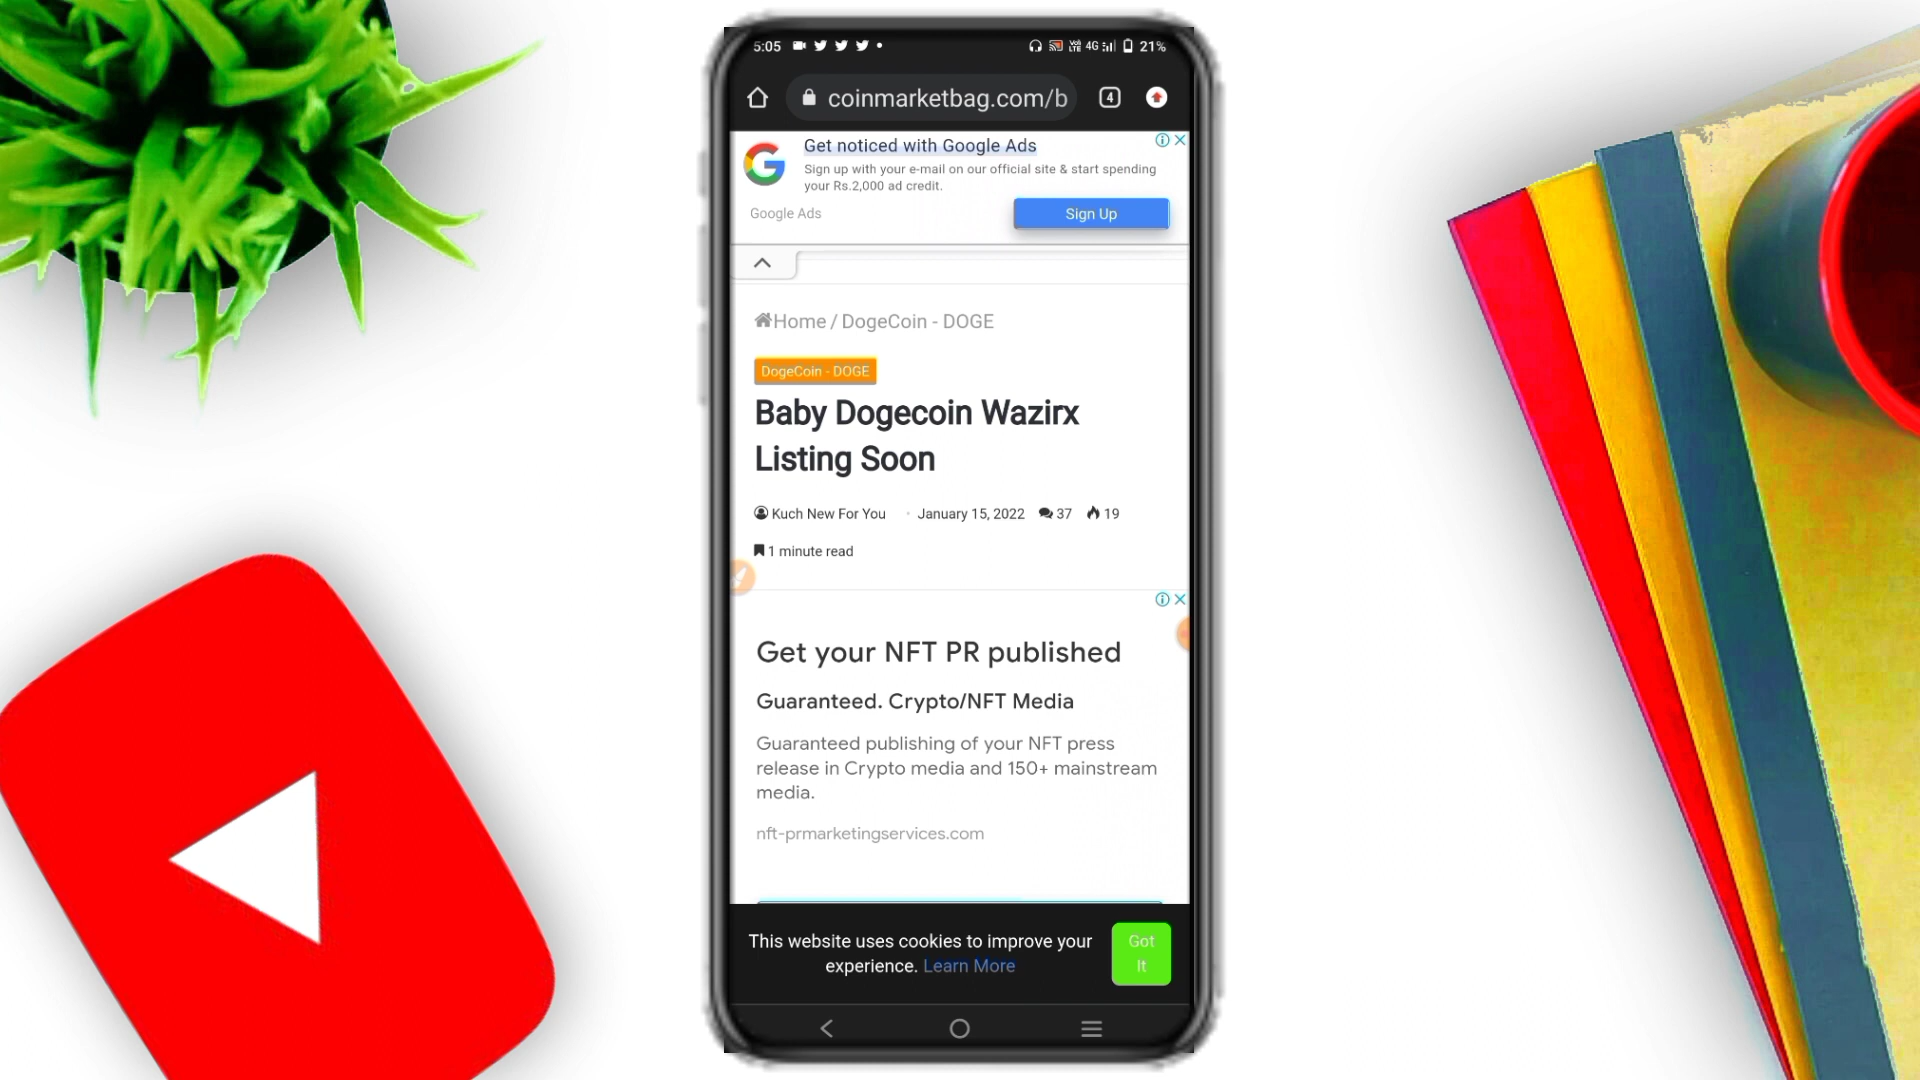 5:05
4G 21%
coinmarketbag.com/b
4
Get noticed with Google Ads
Sign up with your e-mail on our official site & start spending
your Rs.2,000 ad credit.
Google Ads
Sign Up
Home / DogeCoin - DOGE
DogeCoin - DOGE
Baby Dogecoin Wazirx
Listing Soon
Kuch New For You · January 15, 2022 37 19
1 minute read
Get your NFT PR published
Guaranteed. Crypto/NFT Media
Guaranteed publishing of your NFT press
release in Crypto media and 150+ mainstream
media.
nft-prmarketingservices.com
This website uses cookies to improve your
experience. Learn More
Got
It